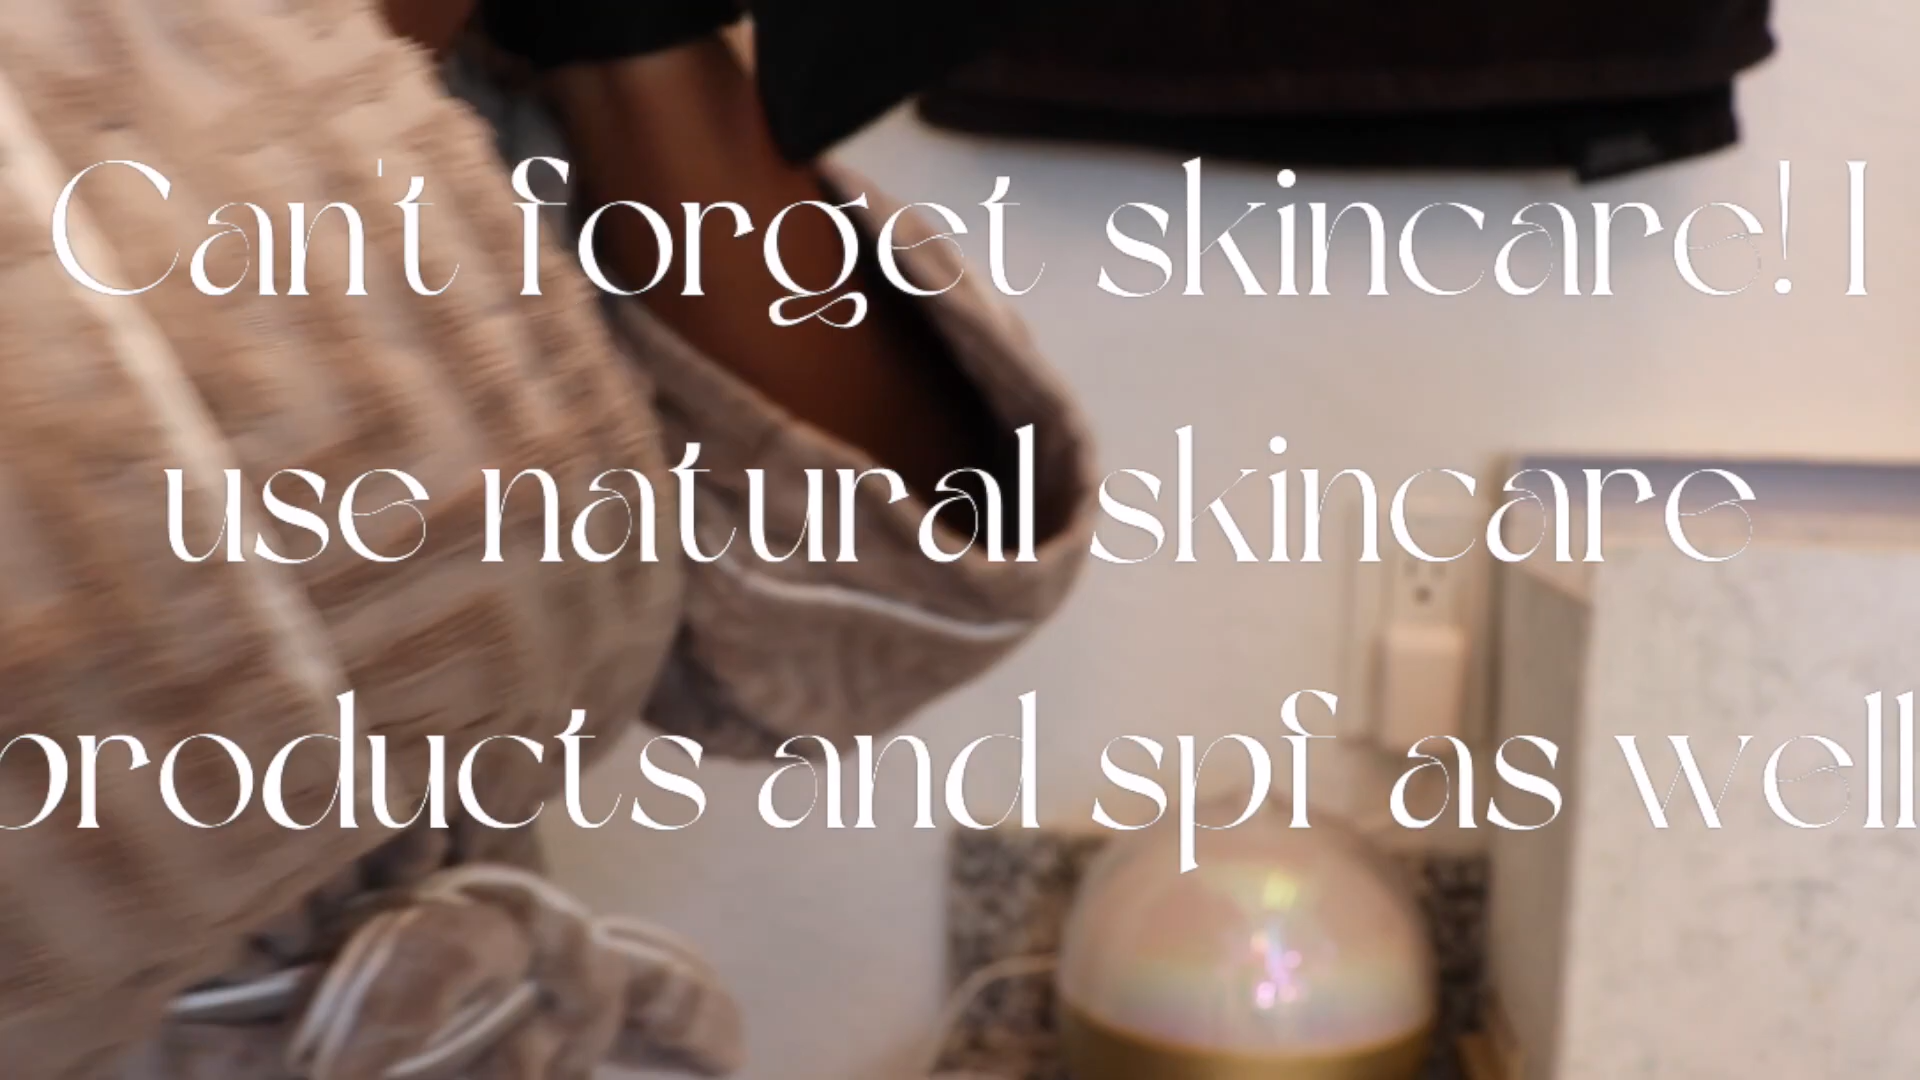 Can't forget skincare! I
use natural skincare
products and spf as well